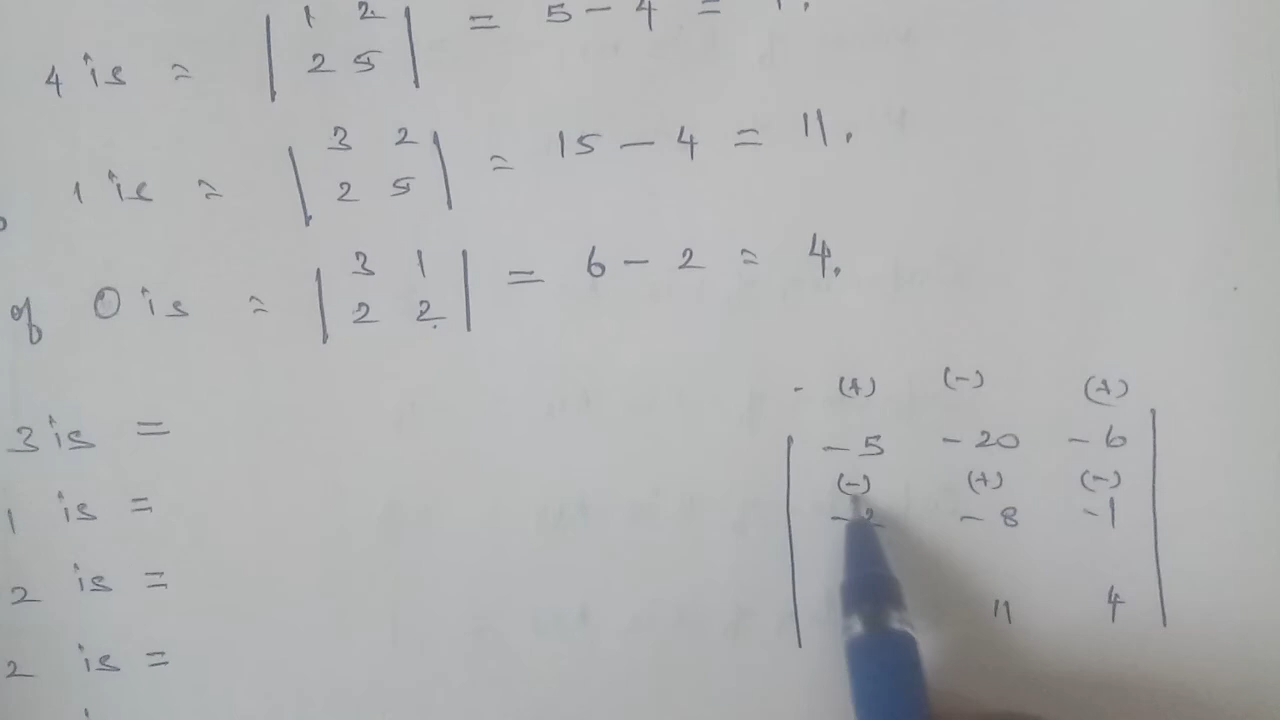 4 is = | 1 2 | = 5 - 4 = 1.
| 2 5 |
1 is = | 3 2 | = 15 - 4 = 11.
| 2 5 |
of 0 is = | 3 1 | = 6 - 2 = 4.
| 2 2 |
3 is =
1 is =
2 is =
2 is =
- (+) (-) (+)
-5 -20 -6
(-) (+) (-)
-2 -8 -1
11 4